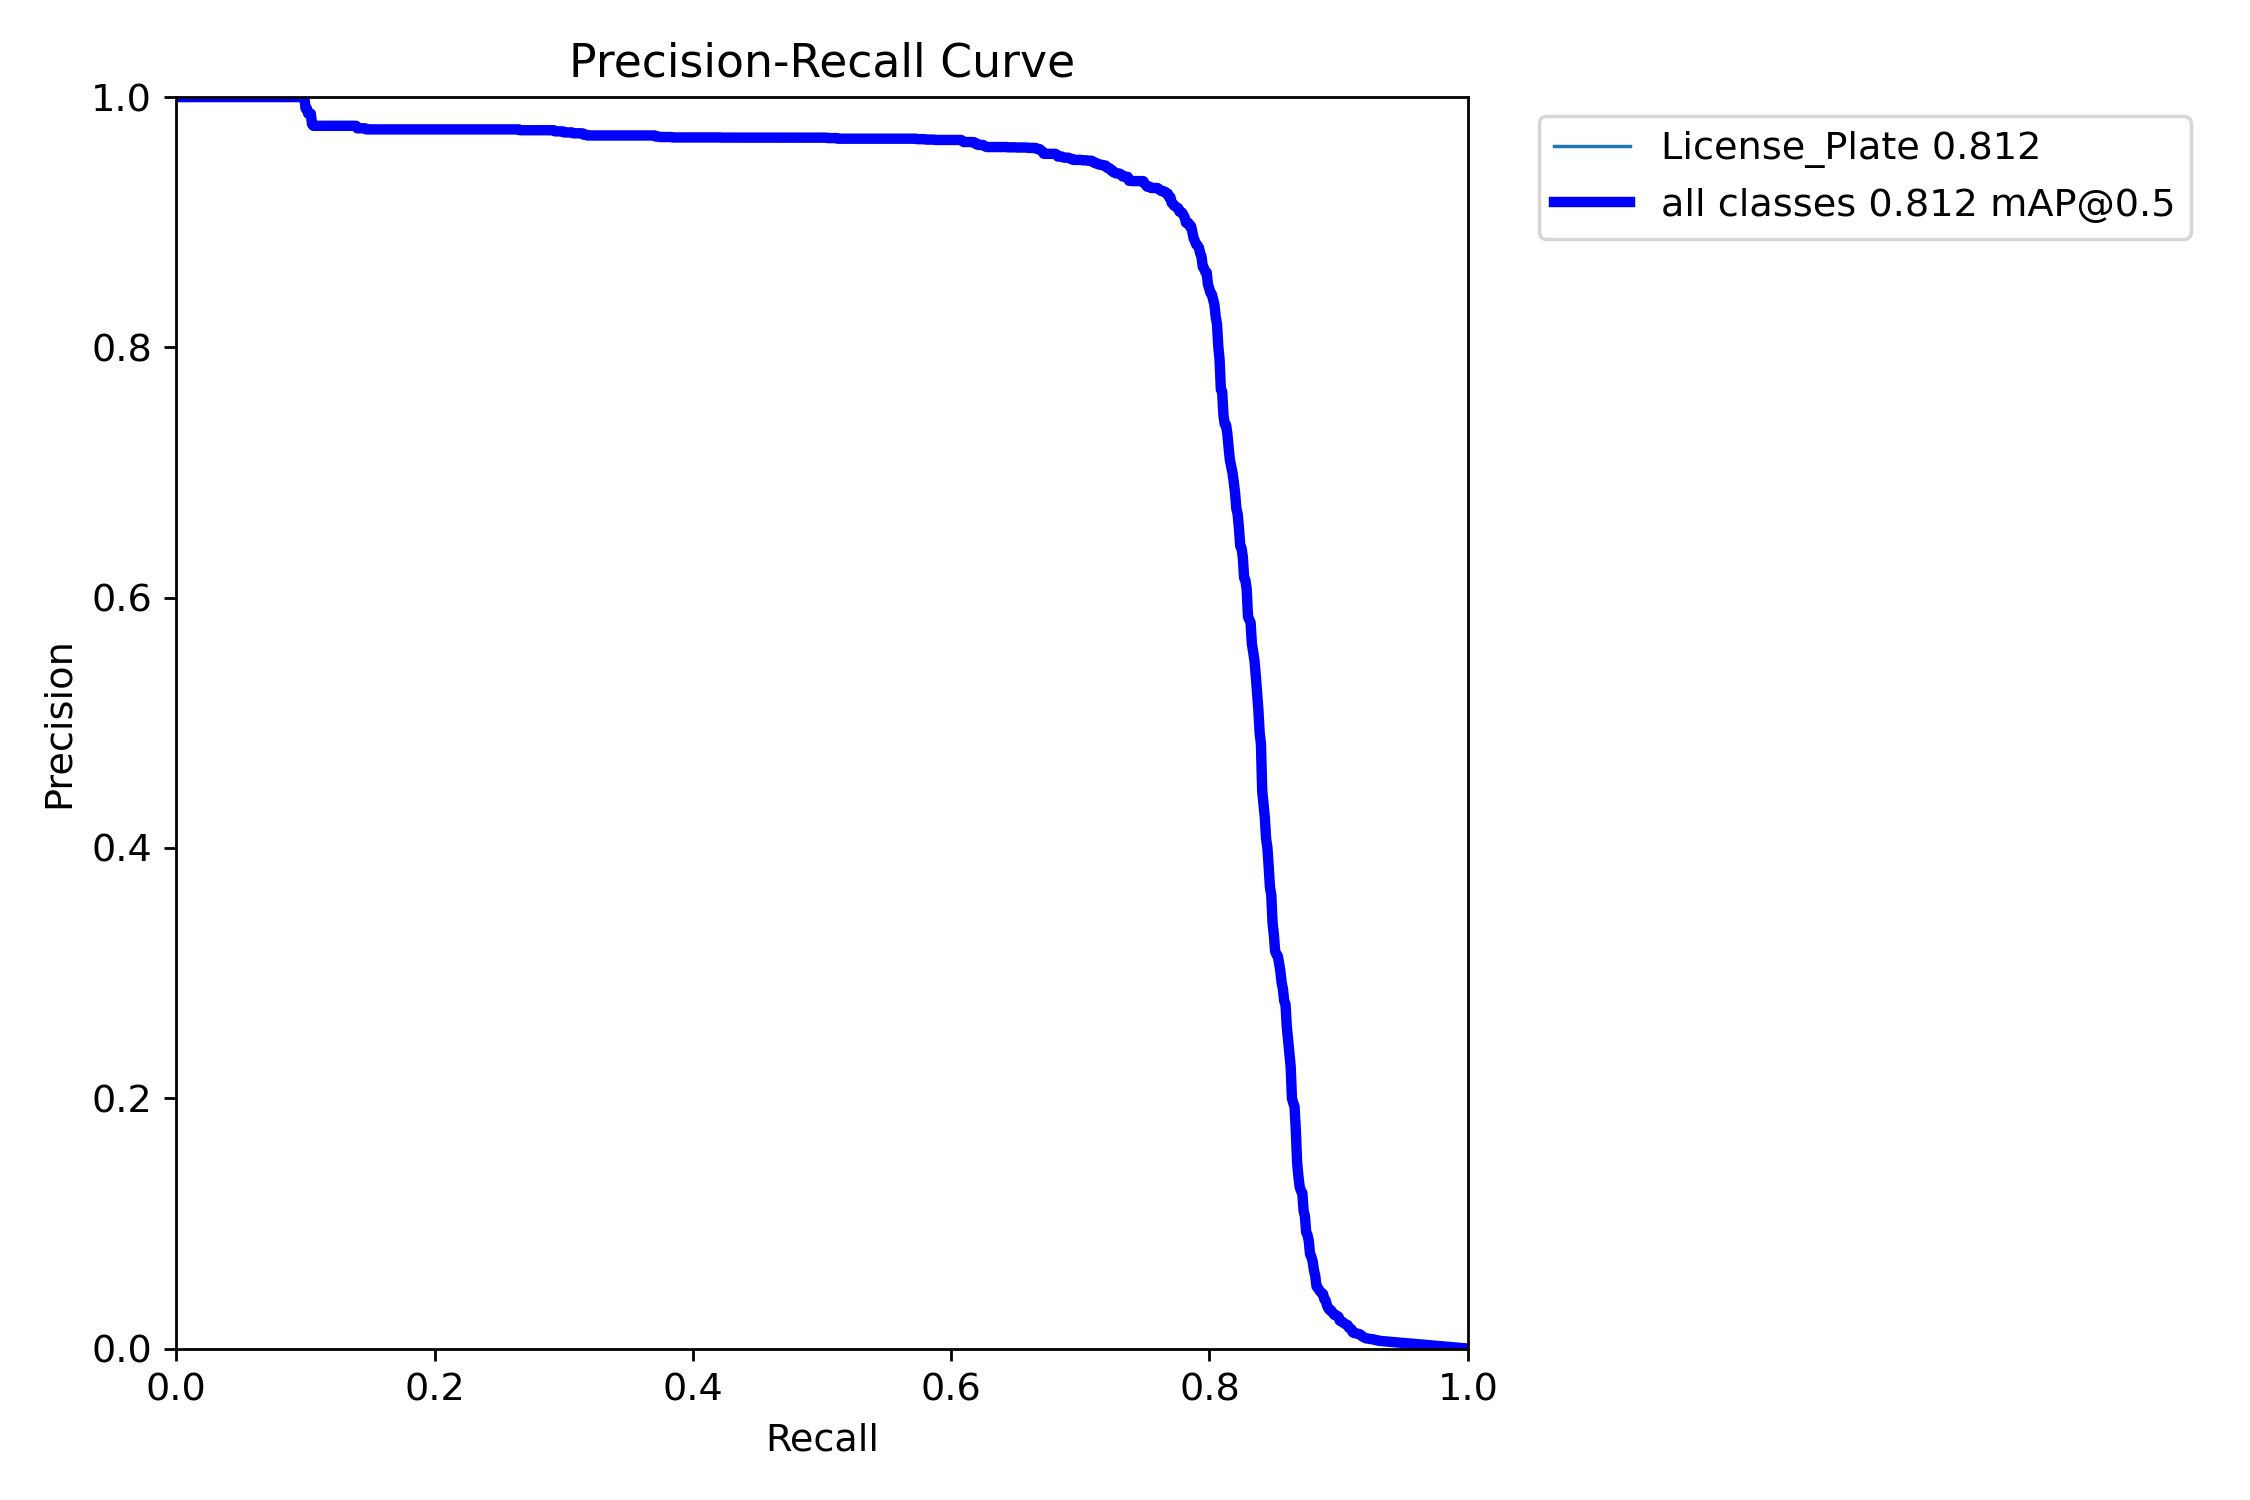 Precision-Recall Curve
1.0
0.8
0.6
0.4
0.2
0.0
Precision
0.0 0.2 0.4 0.6 0.8 1.0
Recall
License_Plate 0.812
all classes 0.812 mAP@0.5